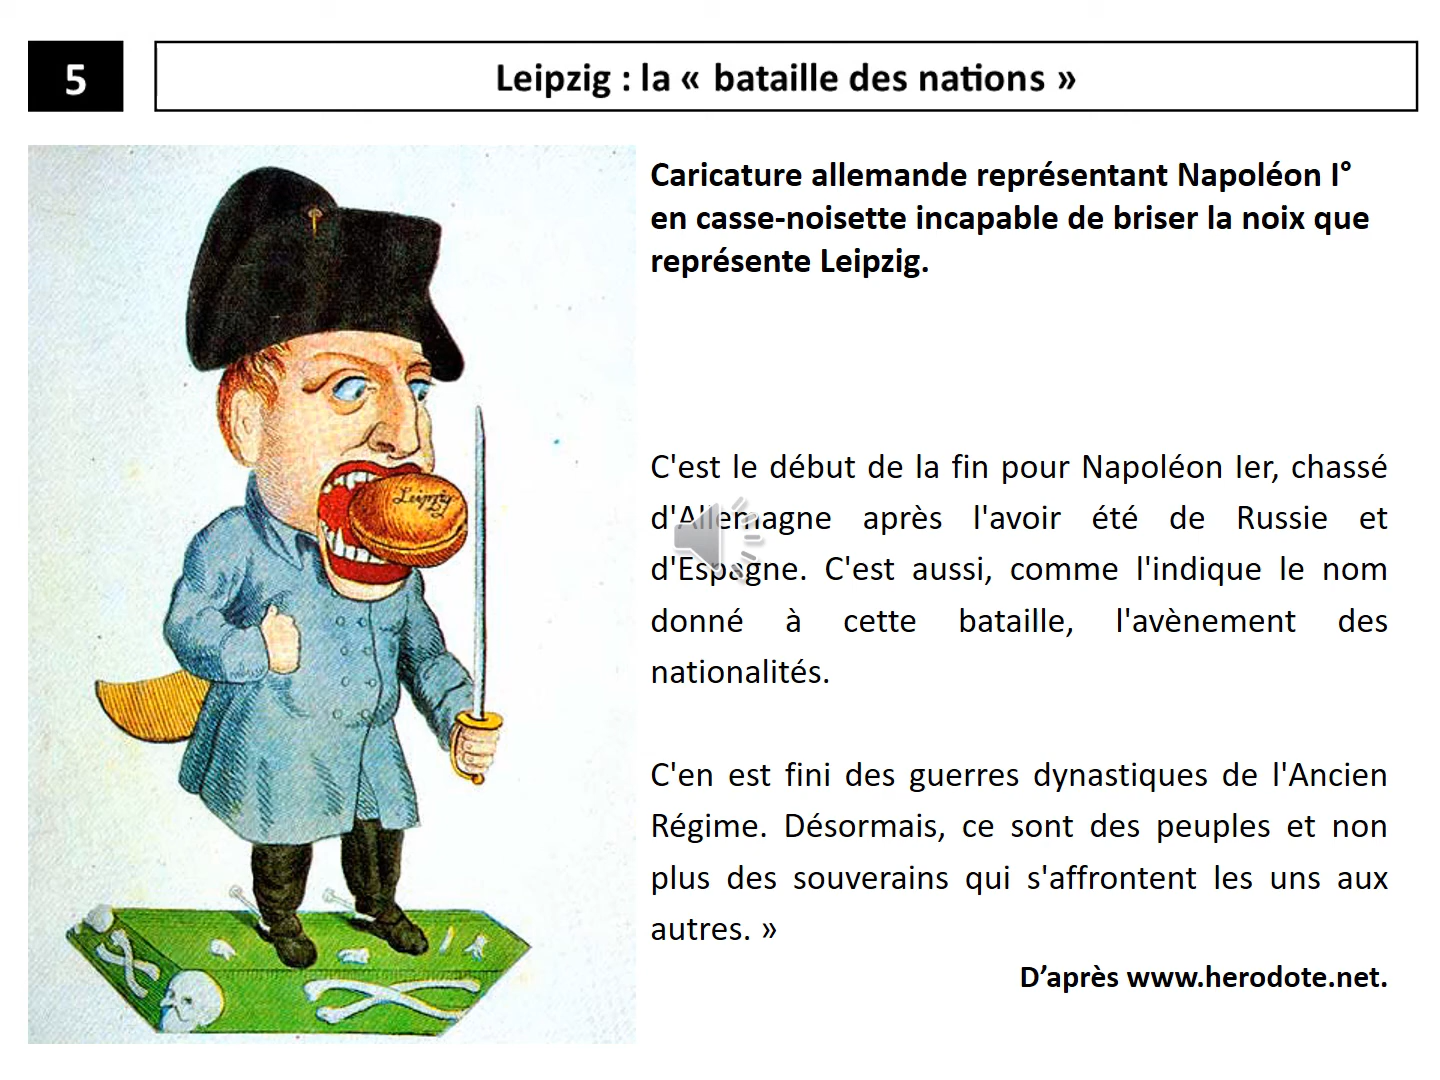 5
Leipzig : la « bataille des nations »
Caricature allemande représentant Napoléon I°
en casse-noisette incapable de briser la noix que
représente Leipzig.
Leipzig
C'est le début de la fin pour Napoléon Ier, chassé
d'Allemagne après l'avoir été de Russie et
d'Espagne. C'est aussi, comme l'indique le nom
donné à cette bataille, l'avènement des
nationalités.
C'en est fini des guerres dynastiques de l'Ancien
Régime. Désormais, ce sont des peuples et non
plus des souverains qui s'affrontent les uns aux
autres. »
D’après www.herodote.net.